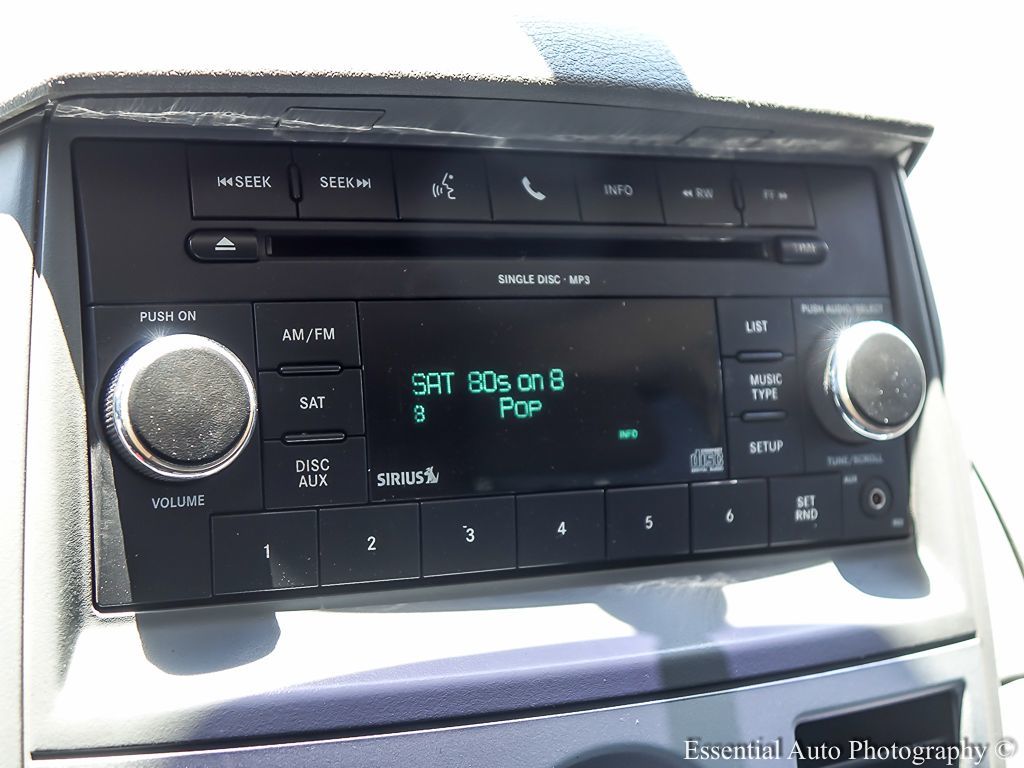 SEEK
SEEK
INFO
RW
FF
TIME
SINGLE DISC · MP3
PUSH ON
VOLUME
AM/FM
SAT
DISC
AUX
SAT 80s on 8
8 Pop
INFO
SIRIUS
disc
LIST
MUSIC
TYPE
SETUP
PUSH AUDIO/SELECT
TUNE/SCROLL
1
2
3
4
5
6
SET
RND
AUX
Essential Auto Photography ©